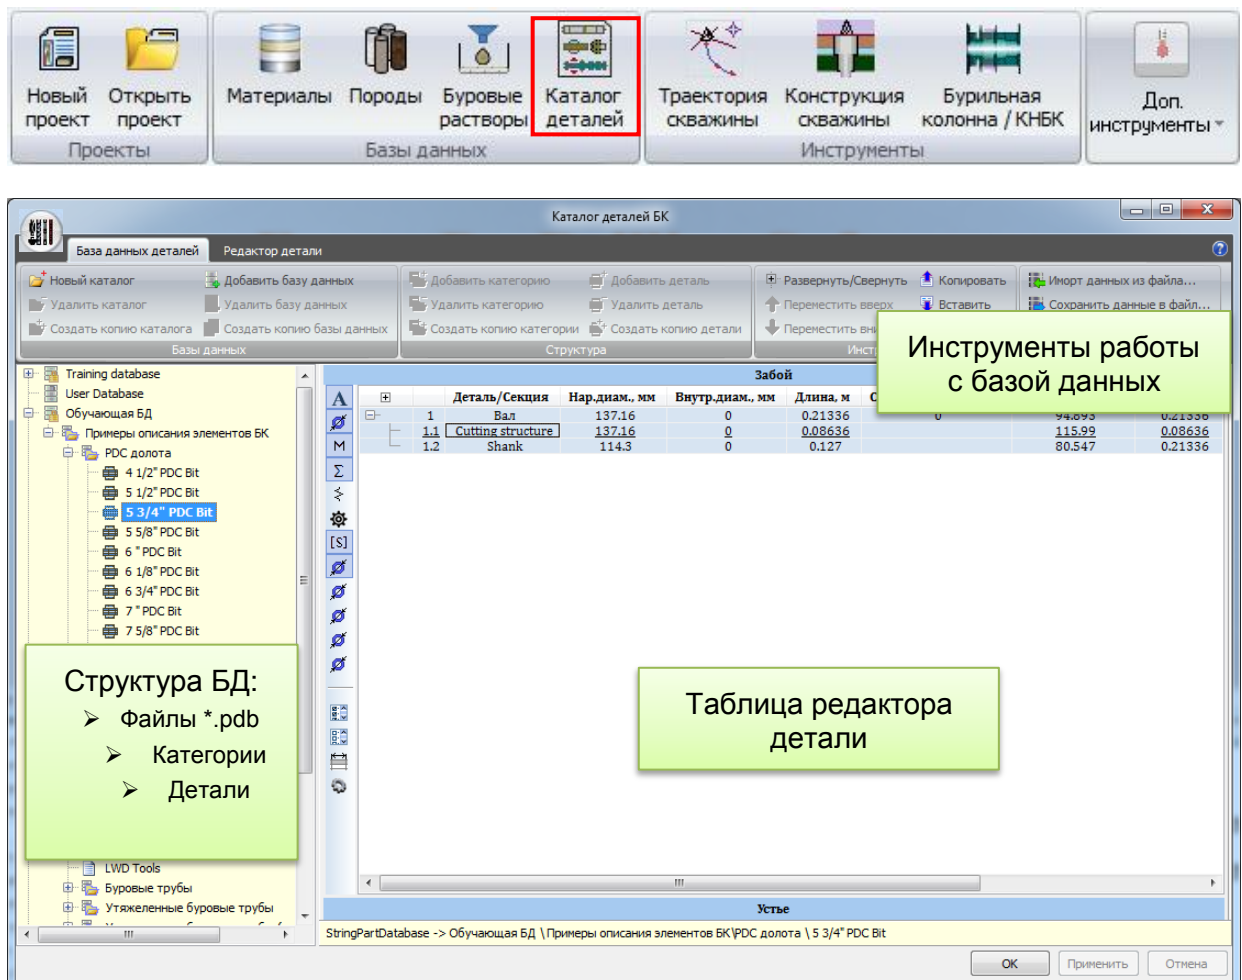 Новый проект
Открыть проект
Материалы
Породы
Буровые растворы
Каталог деталей
Траектория скважины
Конструкция скважины
Бурильная колонна / КНБК
Доп. инструменты
Проекты
Базы данных
Инструменты
Каталог деталей БК
База данных деталей
Редактор детали
Новый каталог
Добавить базу данных
Добавить категорию
Добавить деталь
Развернуть/Свернуть
Копировать
Иморт данных из файла...
Удалить каталог
Удалить базу данных
Удалить категорию
Удалить деталь
Переместить вверх
Вставить
Сохранить данные в файл...
Создать копию каталога
Создать копию базы данных
Создать копию категории
Создать копию детали
Переместить
Базы данных
Структура
Инструменты работы
с базой данных
Training database
User Database
Обучающая БД
Примеры описания элементов БК
PDC долота
4 1/2" PDC Bit
5 1/2" PDC Bit
5 3/4" PDC Bit
5 5/8" PDC Bit
6 " PDC Bit
6 1/8" PDC Bit
6 3/4" PDC Bit
7 " PDC Bit
7 5/8" PDC Bit
Структура БД:
➢ Файлы *.pdb
➢ Категории
➢ Детали
LWD Tools
Буровые трубы
Утяжеленные буровые трубы
Забой
Деталь/Секция Нар.диам., мм Внутр.диам., мм Длина, м
1 Вал 137.16 0 0.21336 0 94.893 0.21336
1.1 Cutting structure 137.16 0 0.08636 115.99 0.08636
1.2 Shank 114.3 0 0.127 80.547 0.21336
A
M
Σ
[S]
Таблица редактора
детали
Устье
StringPartDatabase -> Обучающая БД \ Примеры описания элементов БК\PDC долота \ 5 3/4" PDC Bit
OK
Применить
Отмена